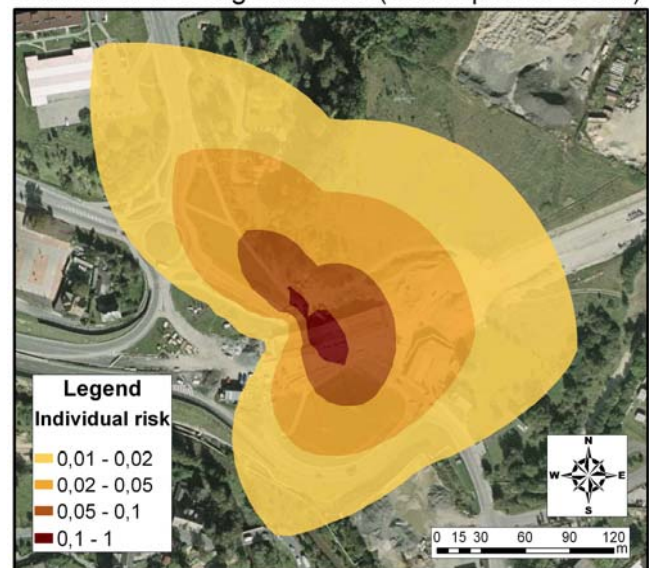 Legend
Individual risk
0,01 - 0,02
0,02 - 0,05
0,05 - 0,1
0,1 - 1
N
W E
S
0 15 30 60 90 120
m